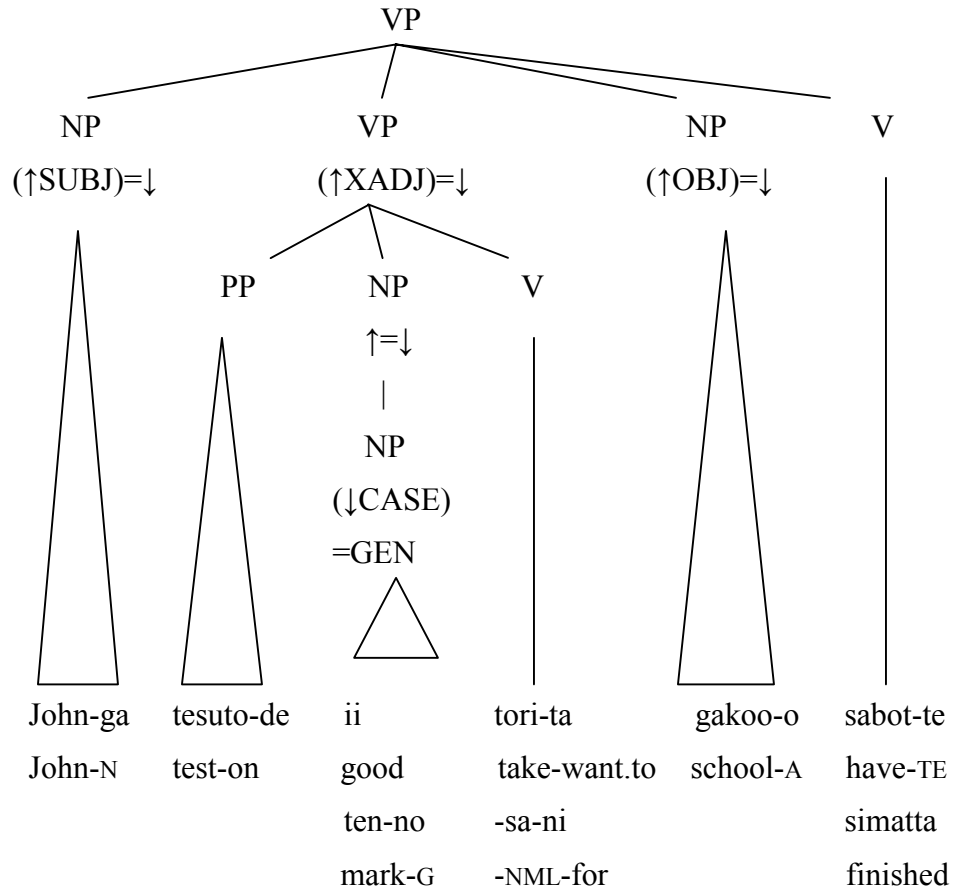 VP
NP VP NP V
(↑SUBJ)=↓ (↑XADJ)=↓ (↑OBJ)=↓
PP NP V
↑=↓
|
NP
(↓CASE)
=GEN
John-ga tesuto-de ii tori-ta gakoo-o sabot-te
John-N test-on good take-want.to school-A have-TE
ten-no -sa-ni simatta
mark-G -NML-for finished